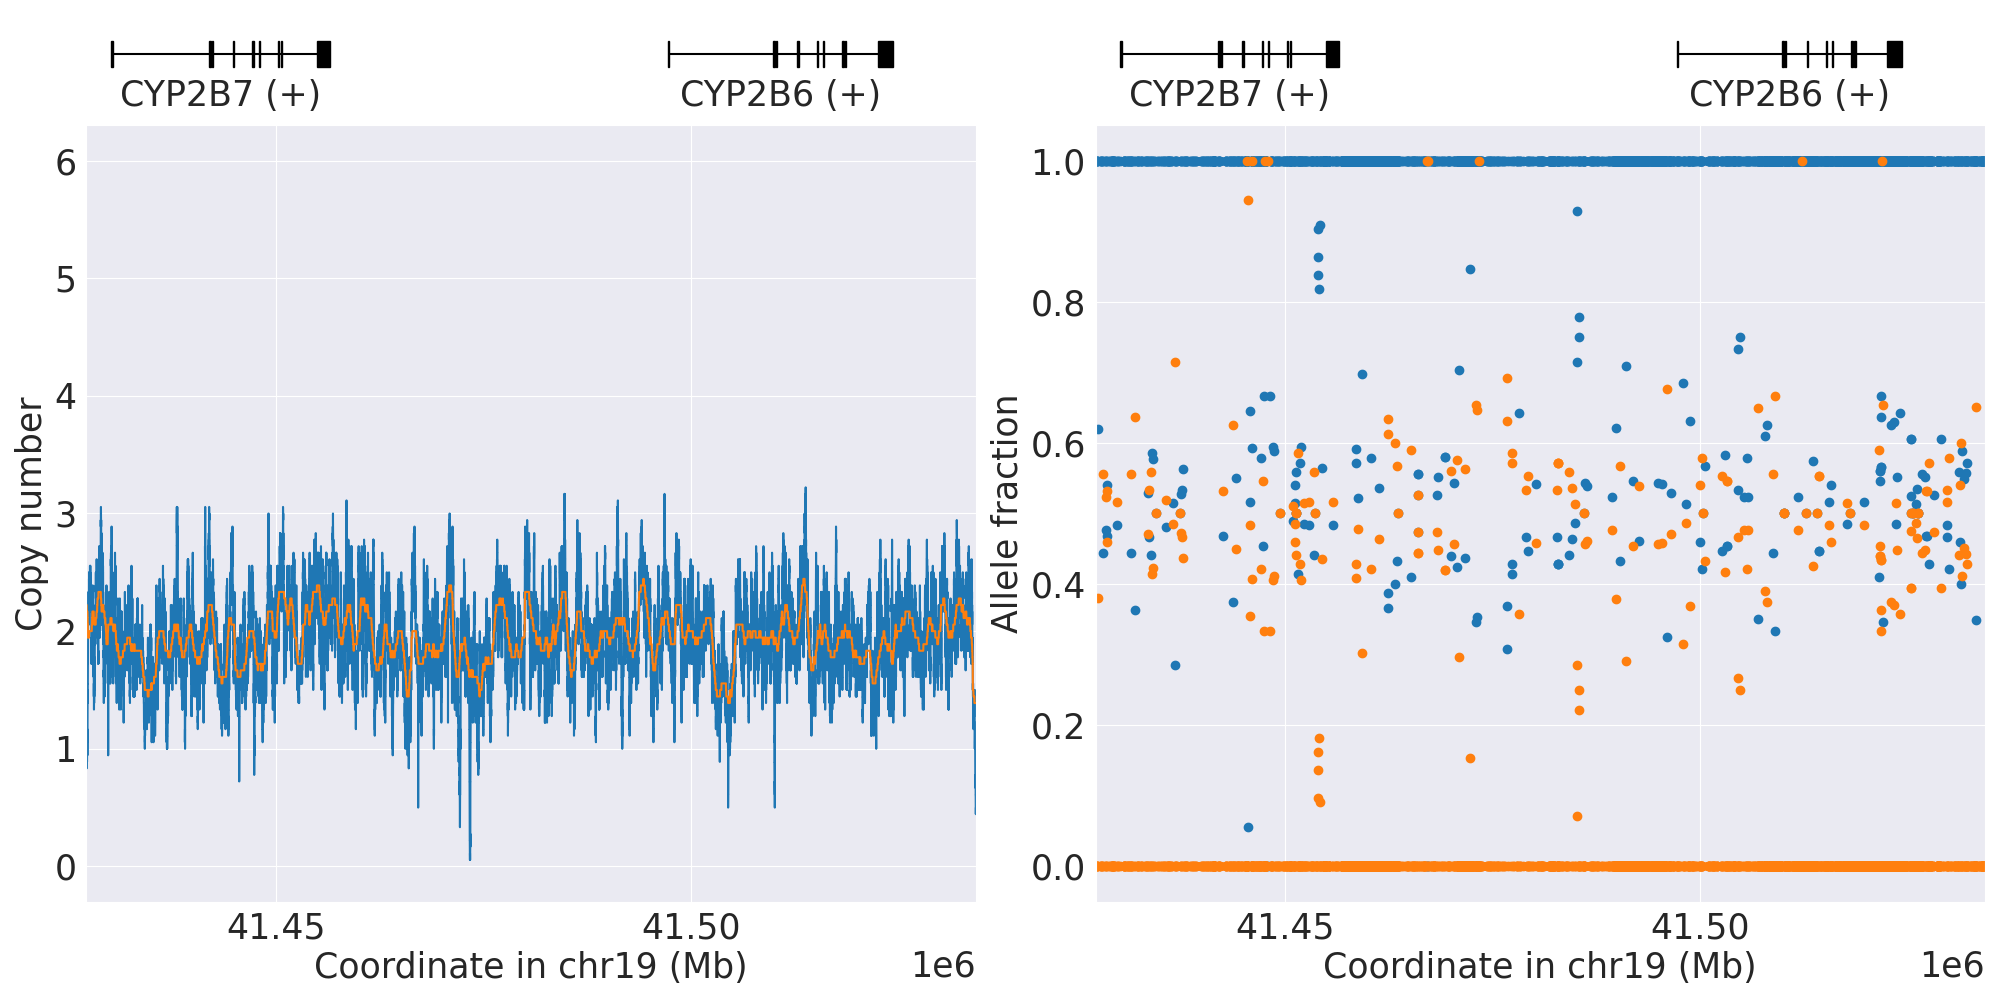 CYP2B7 (+)
CYP2B6 (+)
6
5
4
3
2
1
0
Copy number
41.45
41.50
Coordinate in chr19 (Mb)
1e6
CYP2B7 (+)
CYP2B6 (+)
1.0
0.8
0.6
0.4
0.2
0.0
Allele fraction
41.45
41.50
Coordinate in chr19 (Mb)
1e6